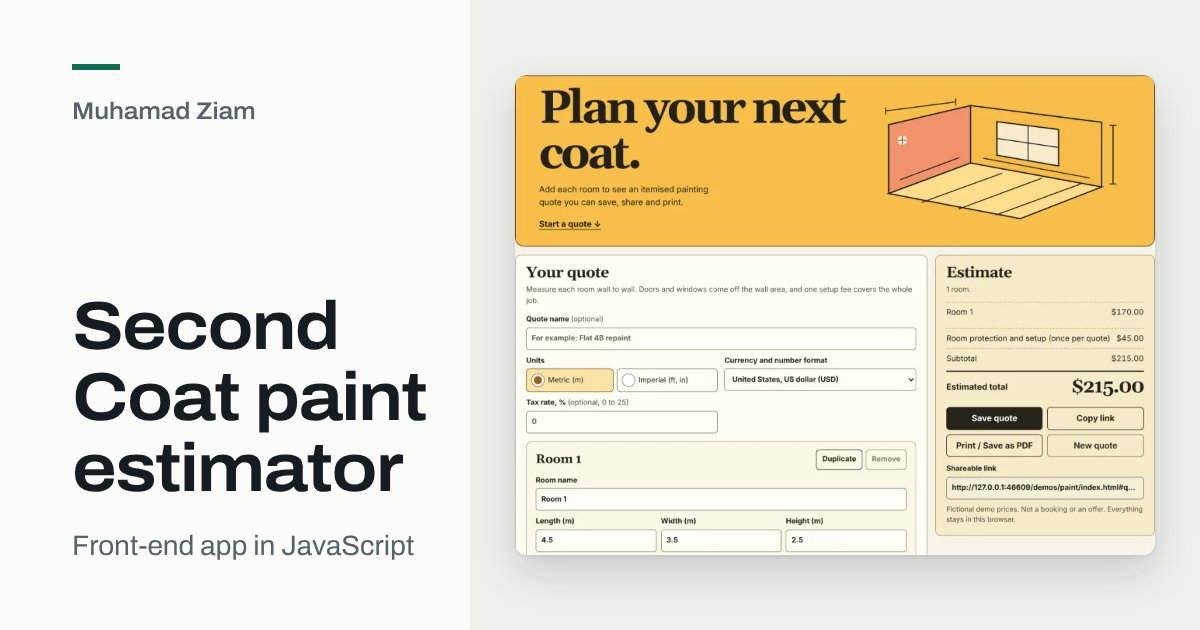 Muhamad Ziam
Second
Coat paint
estimator
Front-end app in JavaScript
Plan your next
coat.
Add each room to see an itemised painting
quote you can save, share and print.
Start a quote ↓
Your quote
Measure each room wall to wall. Doors and windows come off the wall area, and one setup fee covers the whole
job.
Quote name (optional)
For example: Flat 4B repaint
Units
Metric (m)
Imperial (ft, in)
Currency and number format
United States, US dollar (USD)
Tax rate, % (optional, 0 to 25)
0
Room 1
Duplicate
Remove
Room name
Room 1
Length (m)
Width (m)
Height (m)
4.5
3.5
2.5
Estimate
1 room.
Room 1 $170.00
Room protection and setup (once per quote) $45.00
Subtotal $215.00
Estimated total $215.00
Save quote
Copy link
Print / Save as PDF
New quote
Shareable link
http://127.0.0.1:46609/demos/paint/index.html#q...
Fictional demo prices. Not a booking or an offer. Everything
stays in this browser.